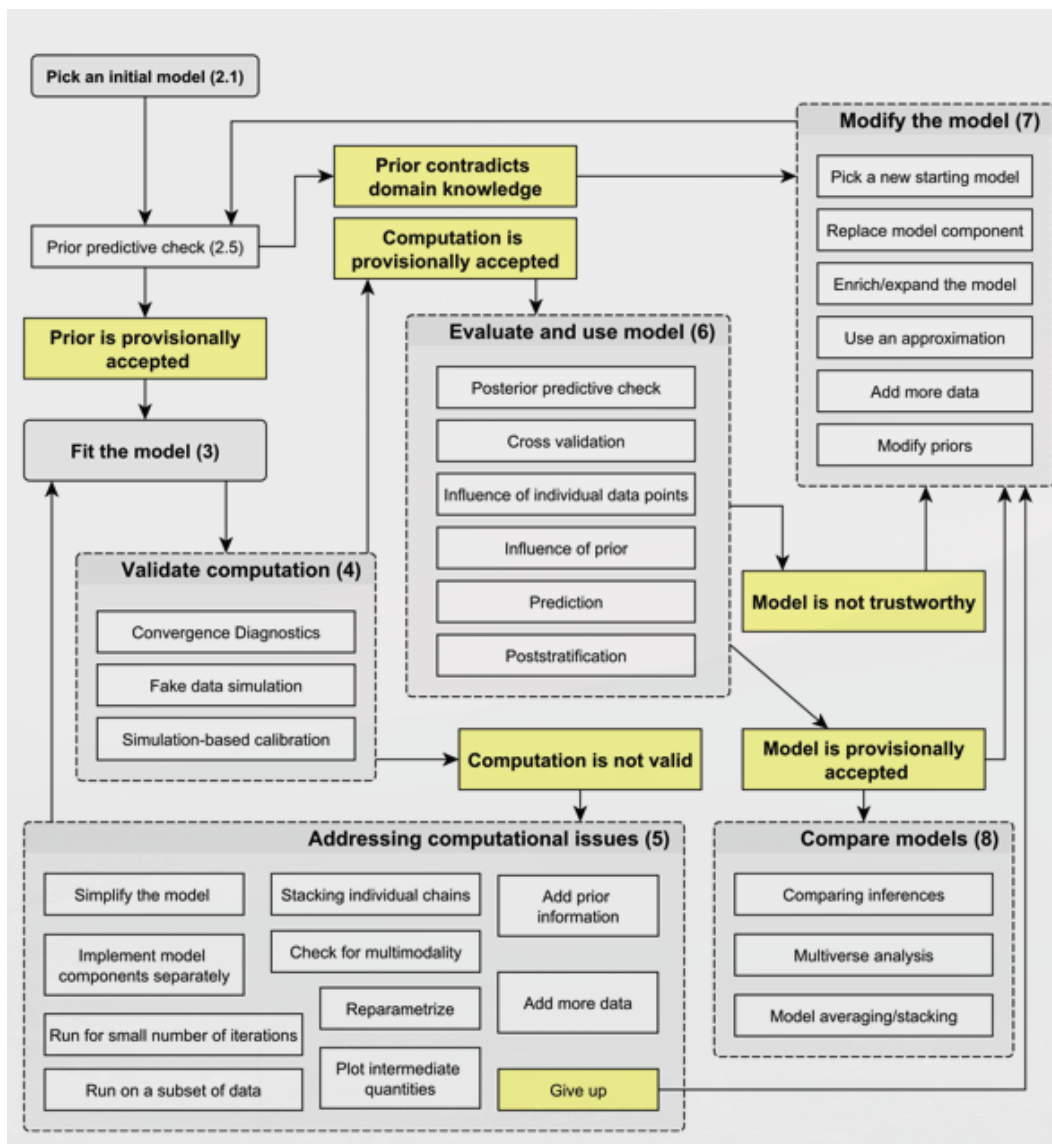 Pick an initial model (2.1)
Prior predictive check (2.5)
Prior is provisionally
accepted
Fit the model (3)
Prior contradicts
domain knowledge
Computation is
provisionally accepted
Modify the model (7)
Pick a new starting model
Replace model component
Enrich/expand the model
Use an approximation
Add more data
Modify priors
Evaluate and use model (6)
Posterior predictive check
Cross validation
Influence of individual data points
Influence of prior
Prediction
Poststratification
Validate computation (4)
Convergence Diagnostics
Fake data simulation
Simulation-based calibration
Model is not trustworthy
Computation is not valid
Model is provisionally
accepted
Addressing computational issues (5)
Simplify the model
Implement model
components separately
Run for small number of iterations
Run on a subset of data
Stacking individual chains
Check for multimodality
Reparametrize
Plot intermediate
quantities
Add prior
information
Add more data
Give up
Compare models (8)
Comparing inferences
Multiverse analysis
Model averaging/stacking